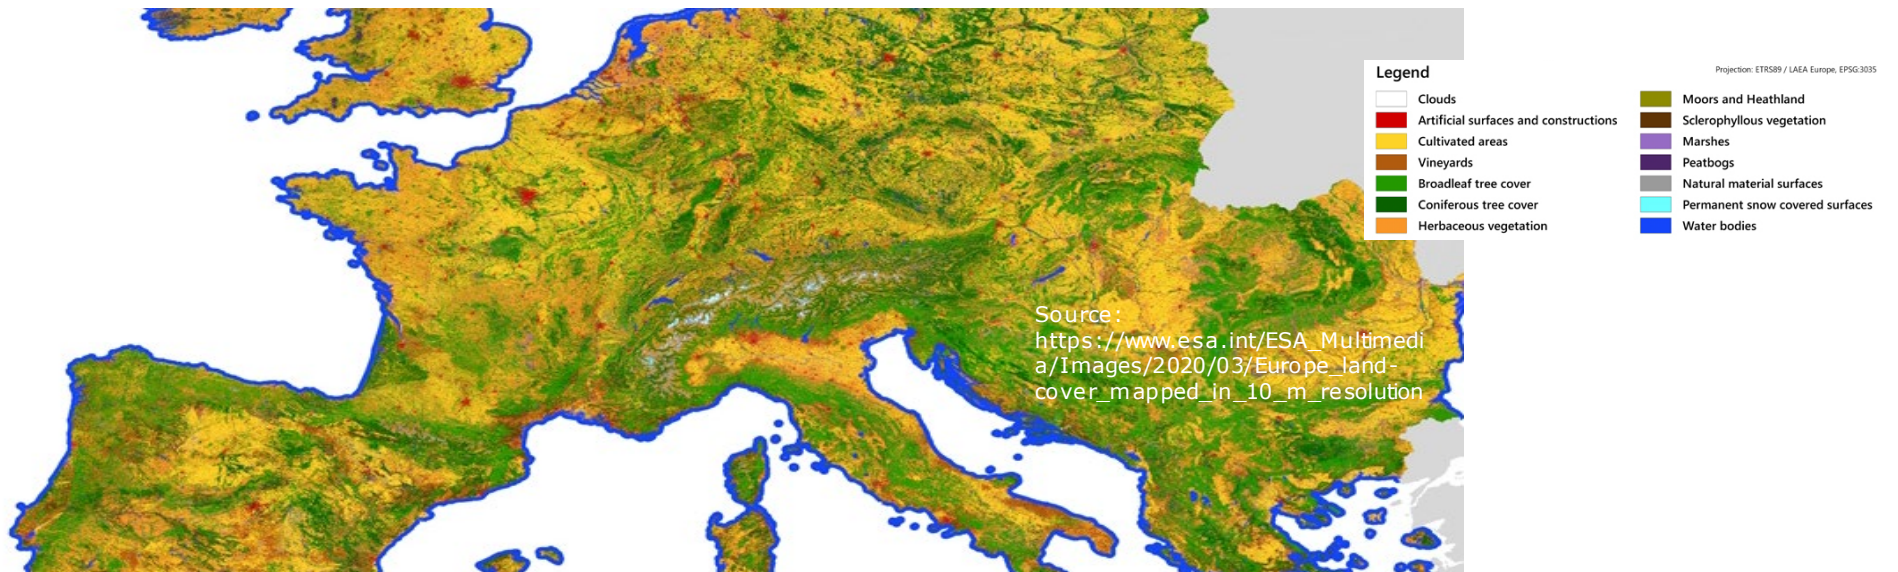 Legend
Projection: ETRS89 / LAEA Europe, EPSG:3035
Clouds
Artificial surfaces and constructions
Cultivated areas
Vineyards
Broadleaf tree cover
Coniferous tree cover
Herbaceous vegetation
Moors and Heathland
Sclerophyllous vegetation
Marshes
Peatbogs
Natural material surfaces
Permanent snow covered surfaces
Water bodies
Source:
https://www.esa.int/ESA_Multimedi
a/Images/2020/03/Europe_land-
cover_mapped_in_10_m_resolution